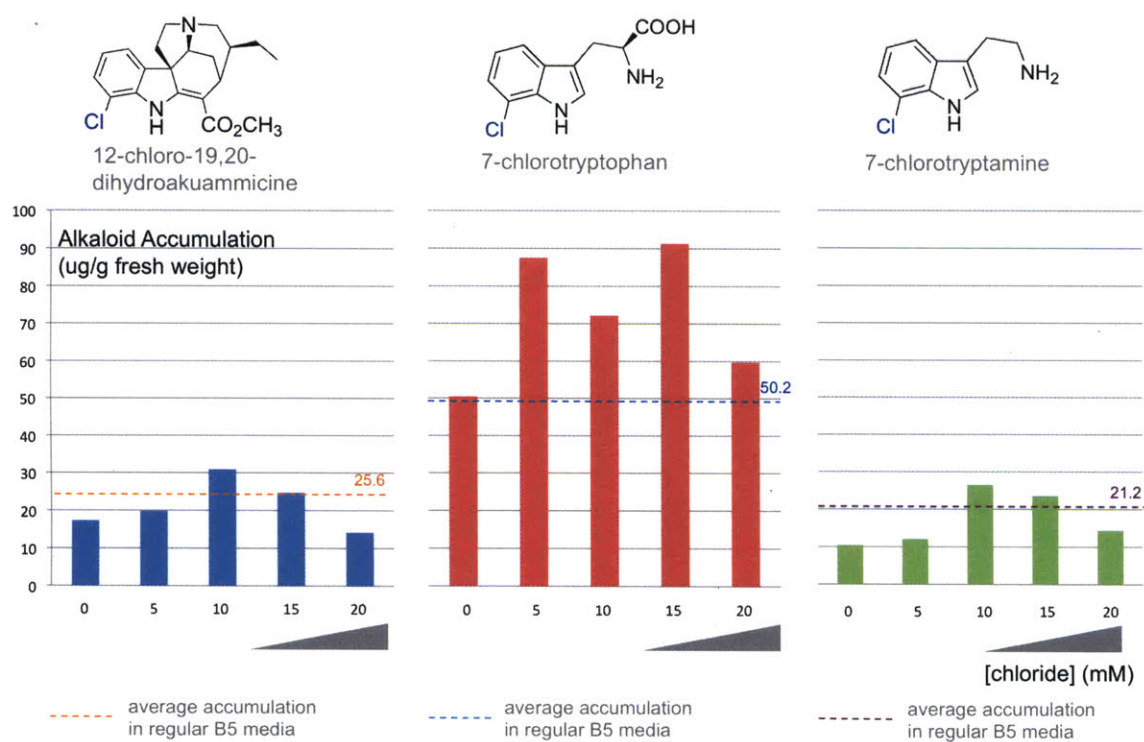 N
Cl
N
H
CO₂CH₃
12-chloro-19,20-
dihydroakuammicine
COOH
NH₂
Cl
N
H
7-chlorotryptophan
NH₂
Cl
N
H
7-chlorotryptamine
Alkaloid Accumulation
(ug/g fresh weight)
100
90
80
70
60
50
40
30
20
10
0
25.6
0 5 10 15 20
50.2
0 5 10 15 20
21.2
0 5 10 15 20
[chloride] (mM)
average accumulation
in regular B5 media
average accumulation
in regular B5 media
average accumulation
in regular B5 media